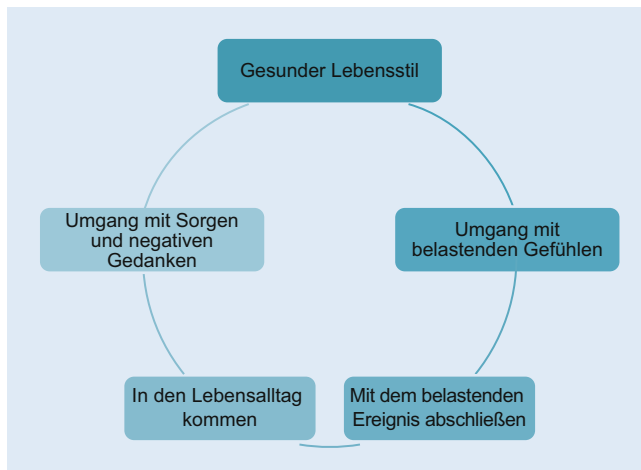 Gesunder Lebensstil
Umgang mit
belastenden Gefühlen
Mit dem belastenden
Ereignis abschließen
In den Lebensalltag
kommen
Umgang mit Sorgen
und negativen
Gedanken